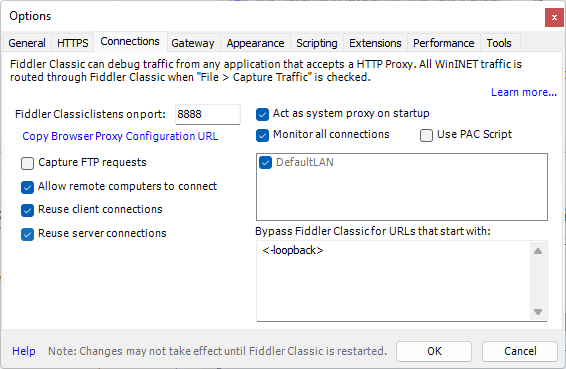 Options
General HTTPS Connections Gateway Appearance Scripting Extensions Performance Tools
Fiddler Classic can debug traffic from any application that accepts a HTTP Proxy. All WinINET traffic is
routed through Fiddler Classic when "File > Capture Traffic" is checked.
Learn more...
Fiddler Classic listens on port: 8888
Act as system proxy on startup
Copy Browser Proxy Configuration URL
Monitor all connections
Use PAC Script
Capture FTP requests
DefaultLAN
Allow remote computers to connect
Reuse client connections
Reuse server connections
Bypass Fiddler Classic for URLs that start with:
<-loopback>
Help
Note: Changes may not take effect until Fiddler Classic is restarted.
OK
Cancel